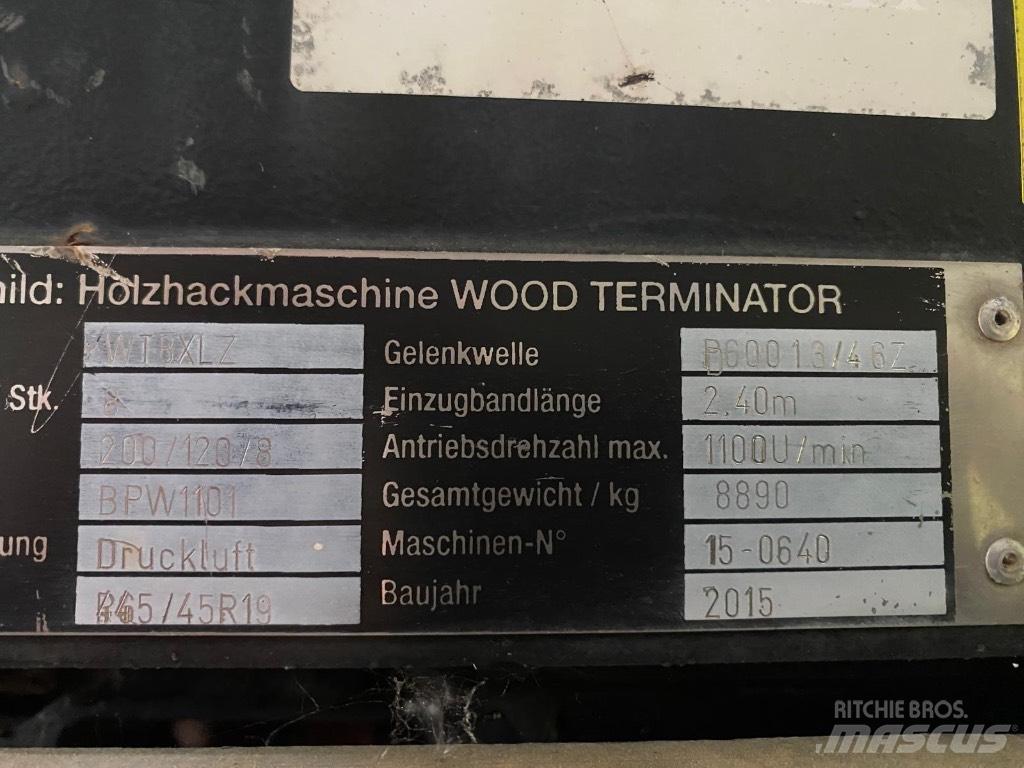 hild: Holzhackmaschine WOOD TERMINATOR
WT8XLZ Gelenkwelle
Stk. Einzugbandlänge 2.40m
200/120/8 Antriebsdrehzahl max. 1100U/min
BPW1101 Gesamtgewicht / kg 8890
ung Druckluft Maschinen-N° 15-0640
Baujahr 2015
RITCHIE BROS.
MASCUS